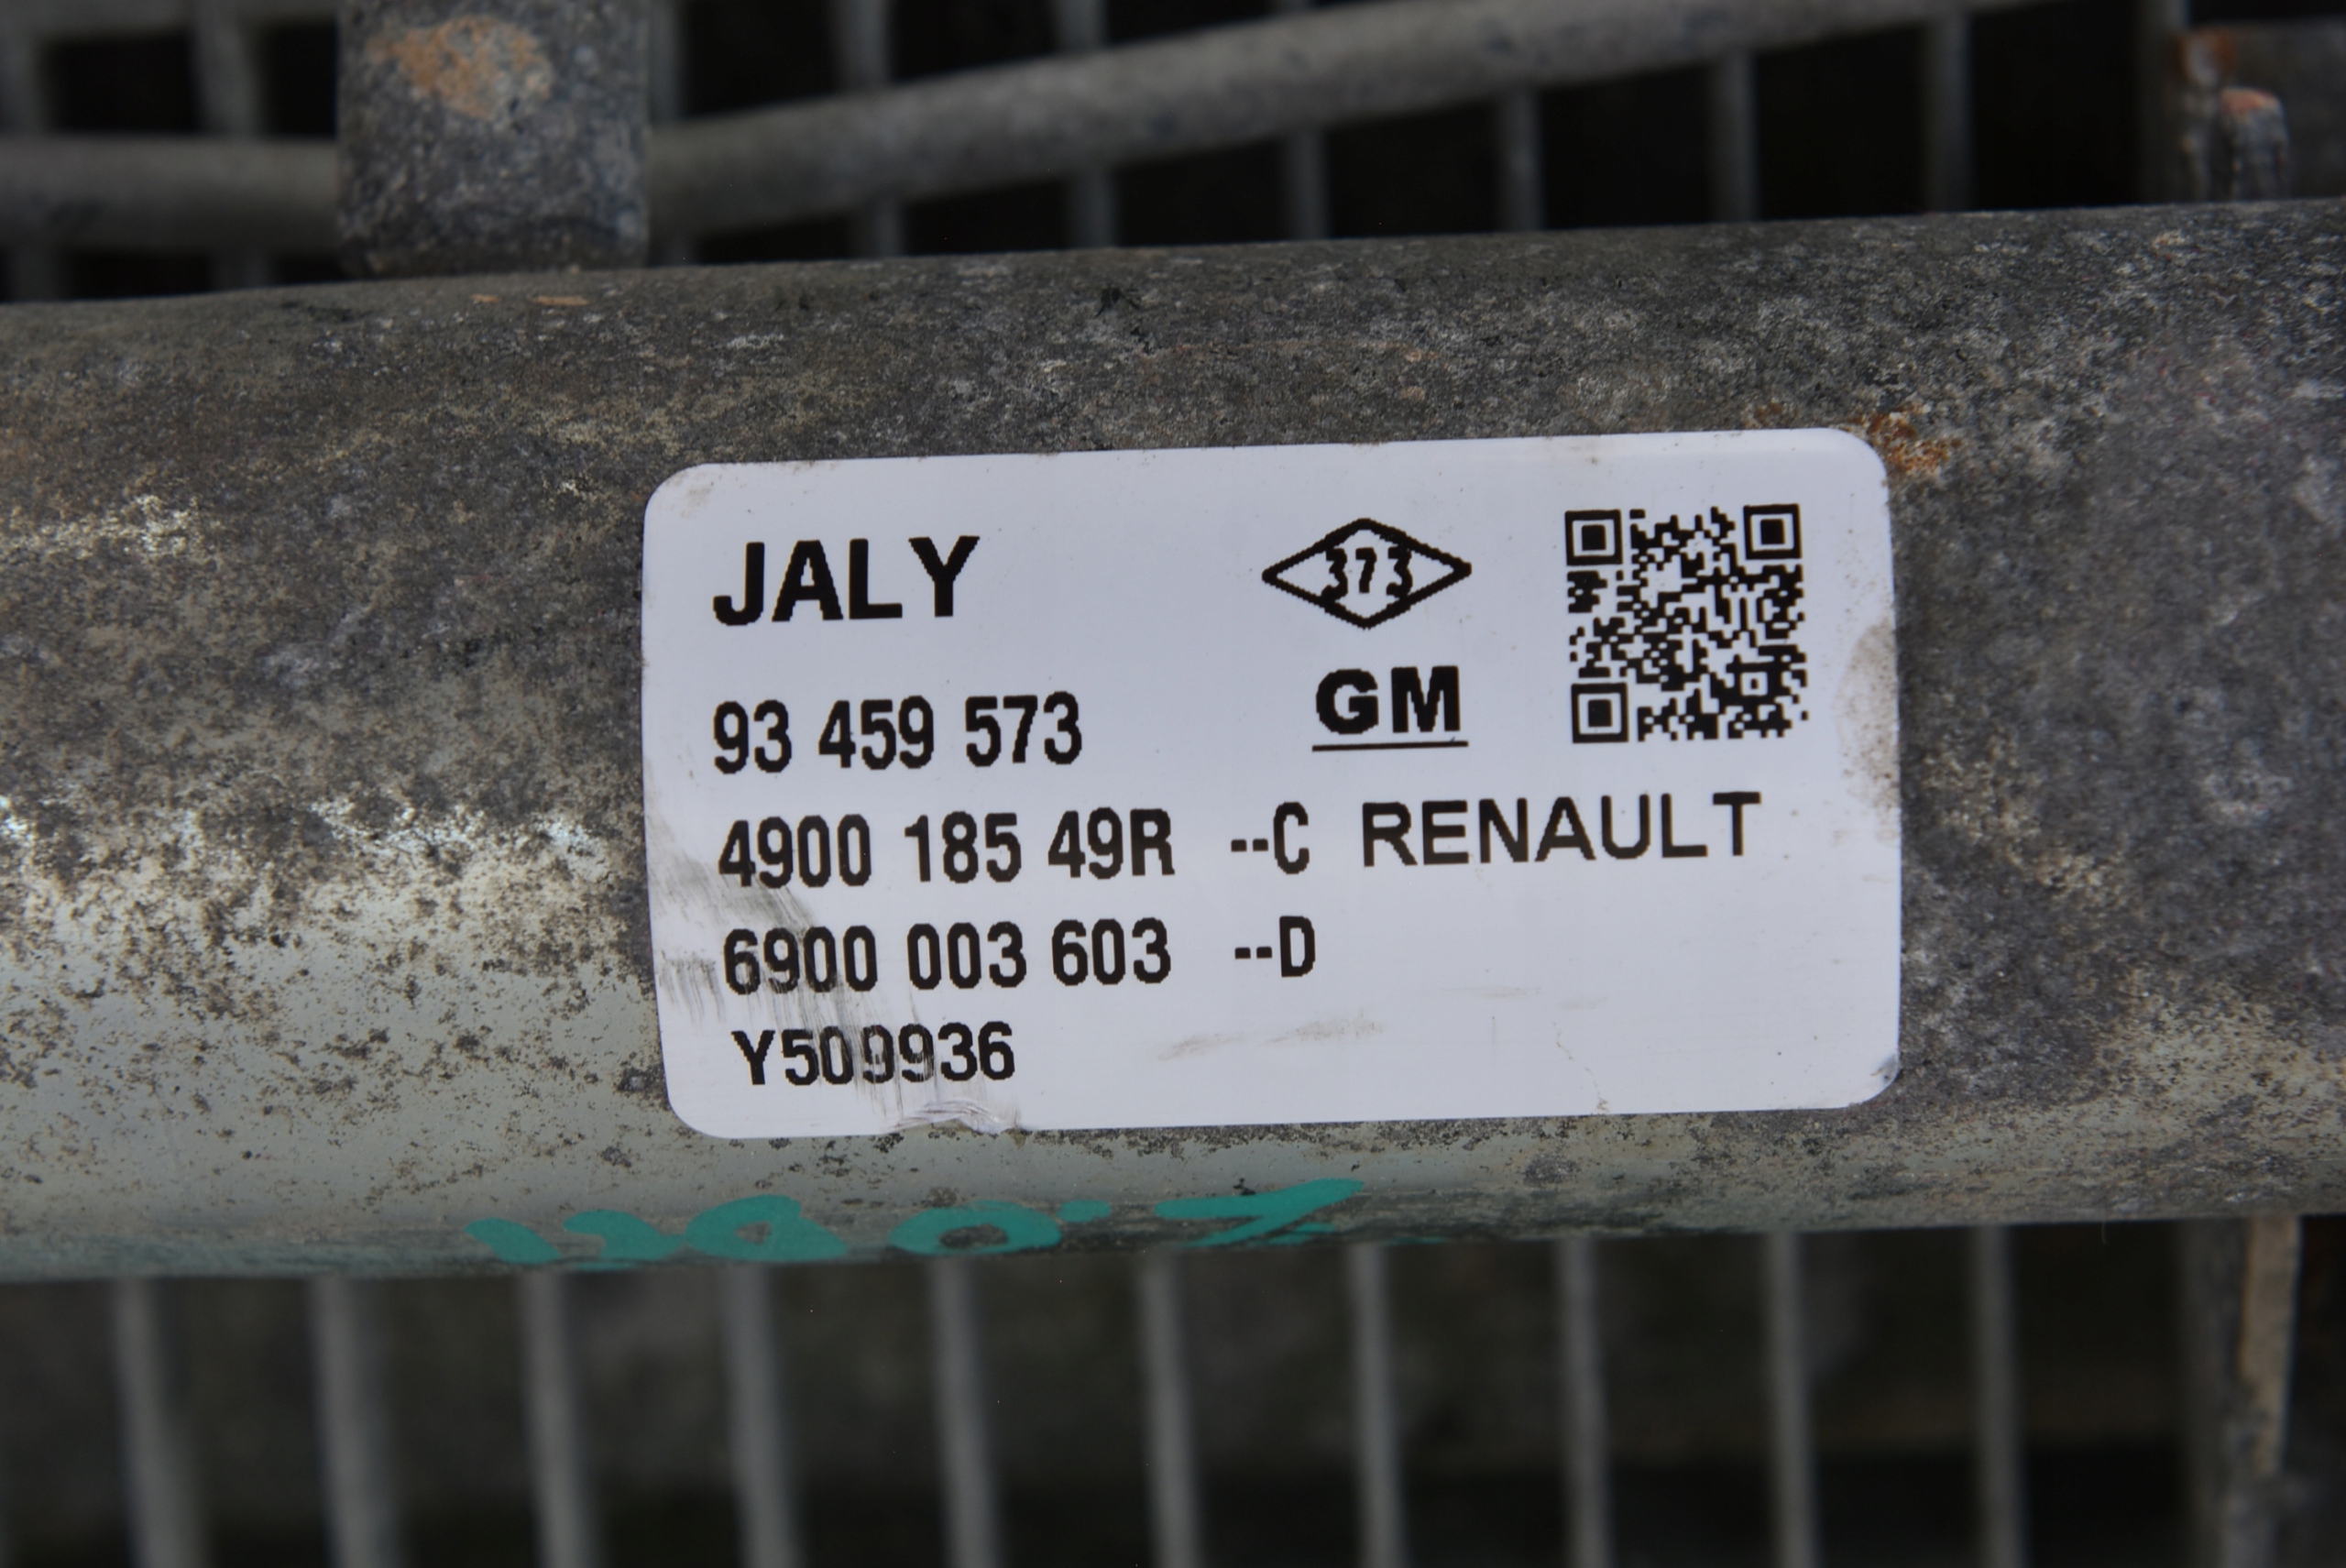 JALY
373
GM
93 459 573
4900 185 49R --C RENAULT
6900 003 603 --D
Y509936